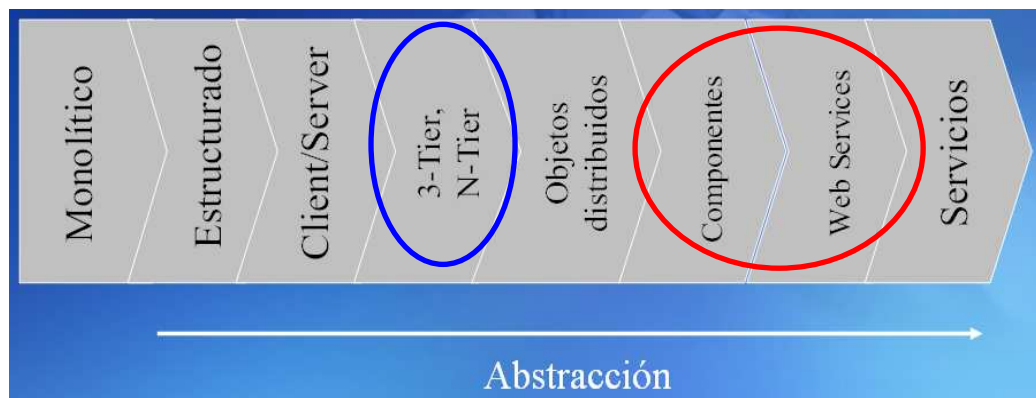 Monolítico
Estructurado
Client/Server
3-Tier,
N-Tier
Objetos
distribuidos
Componentes
Web Services
Servicios
Abstracción